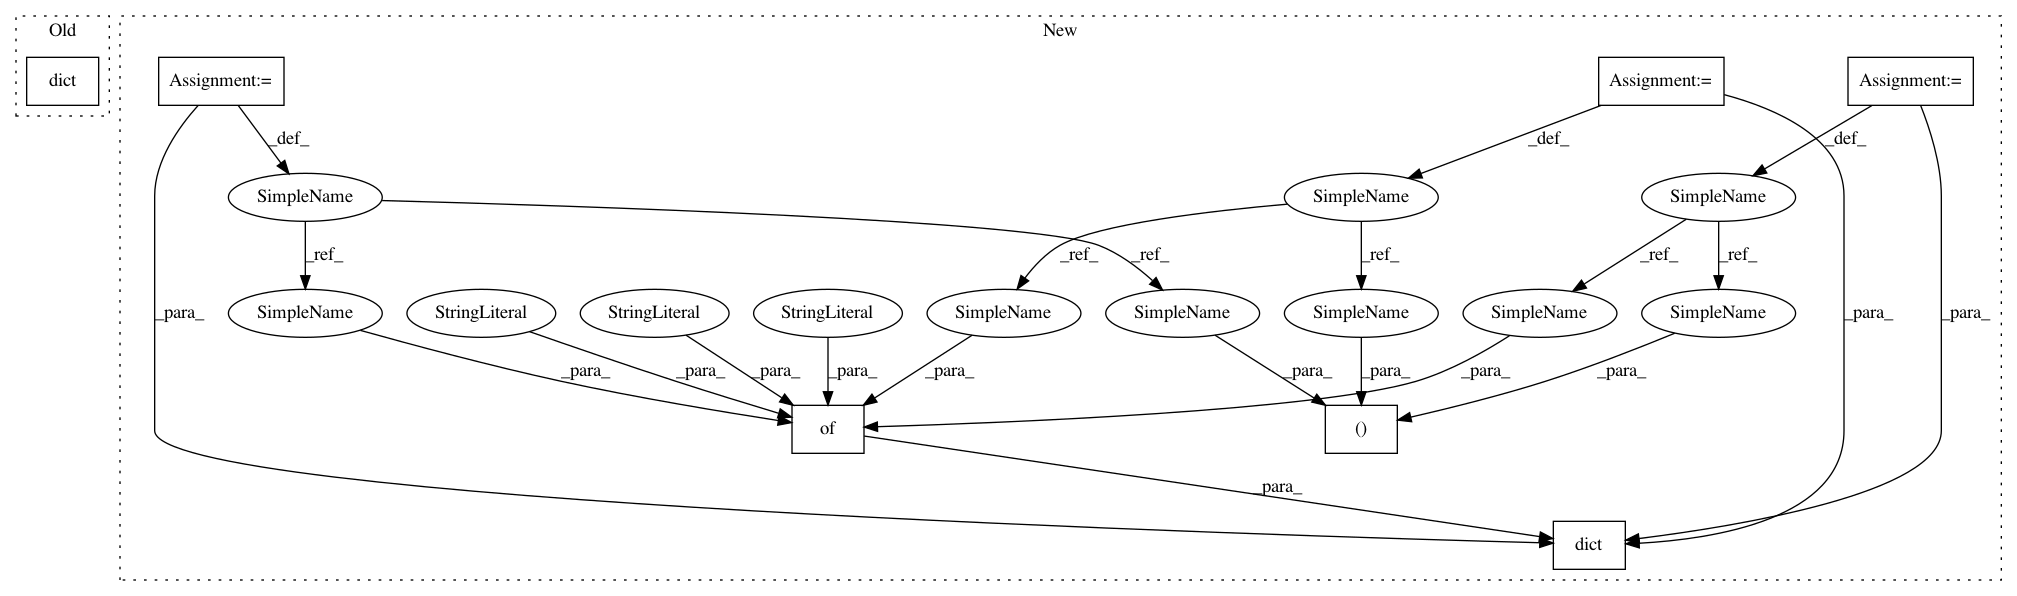 Old
New
dict
Assignment:=
Assignment:=
Assignment:=
_def_
_def_
_def_
SimpleName
SimpleName
SimpleName
_ref_
_ref_
_ref_
_ref_
_ref_
_ref_
_para_
SimpleName
StringLiteral
StringLiteral
StringLiteral
SimpleName
SimpleName
SimpleName
SimpleName
SimpleName
_para_
_para_
_para_
_para_
_para_
_para_
_para_
_para_
_para_
_para_
_para_
of
()
_para_
dict